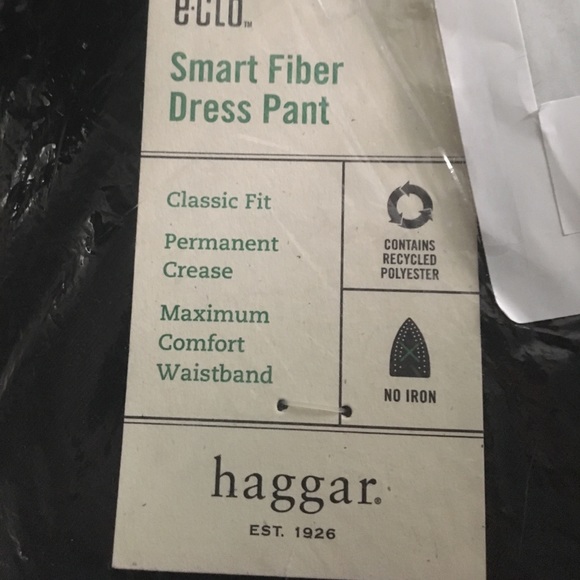 e·CLO™
Smart Fiber
Dress Pant
Classic Fit
Permanent
Crease
Maximum
Comfort
Waistband
CONTAINS
RECYCLED
POLYESTER
NO IRON
haggar®
EST. 1926